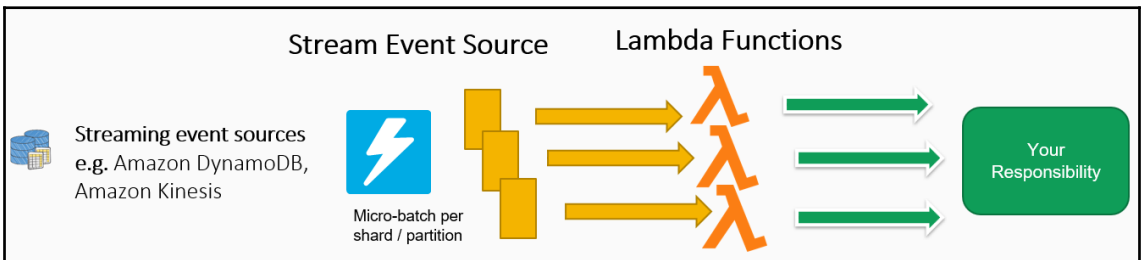 Stream Event Source
Lambda Functions
Streaming event sources
e.g. Amazon DynamoDB,
Amazon Kinesis
Micro-batch per
shard / partition
Your
Responsibility